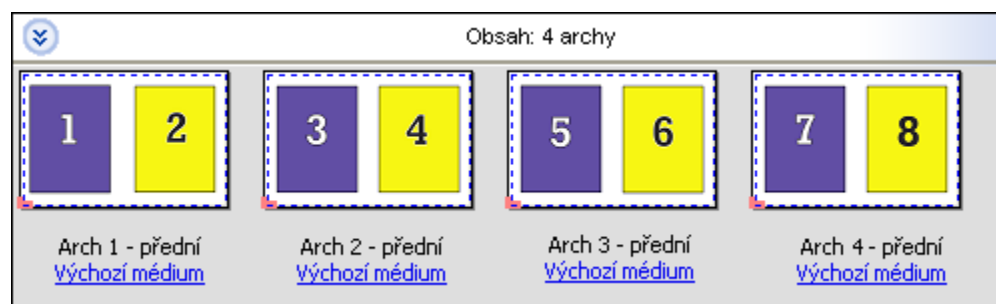 Obsah: 4 archy
1 2 3 4 5 6 7 8
Arch 1 - přední Arch 2 - přední Arch 3 - přední Arch 4 - přední
Výchozí médium Výchozí médium Výchozí médium Výchozí médium